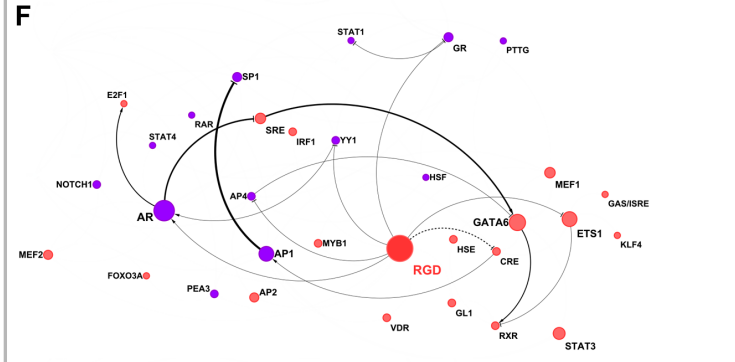 F
STAT1
GR
PTTG
SP1
E2F1
RAR
SRE
IRF1
YY1
STAT4
NOTCH1
AP4
HSF
MEF1
GAS/ISRE
AR
GATA6
ETS1
KLF4
MYB1
HSE
CRE
MEF2
AP1
RGD
FOXO3A
PEA3
AP2
GL1
VDR
RXR
STAT3